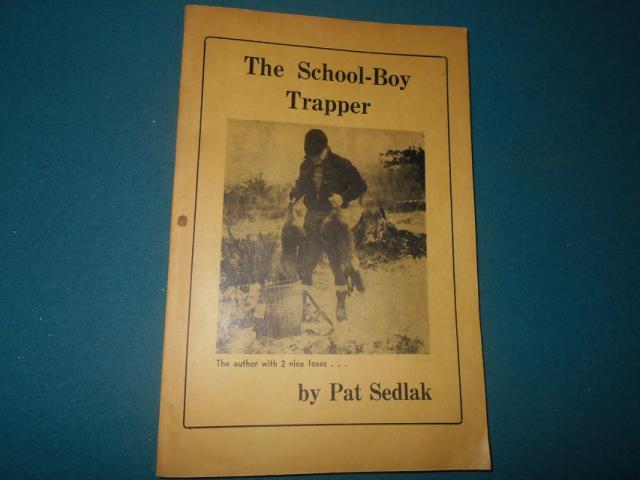 The School-Boy
Trapper
The author with 2 nice foxes . . .
by Pat Sedlak